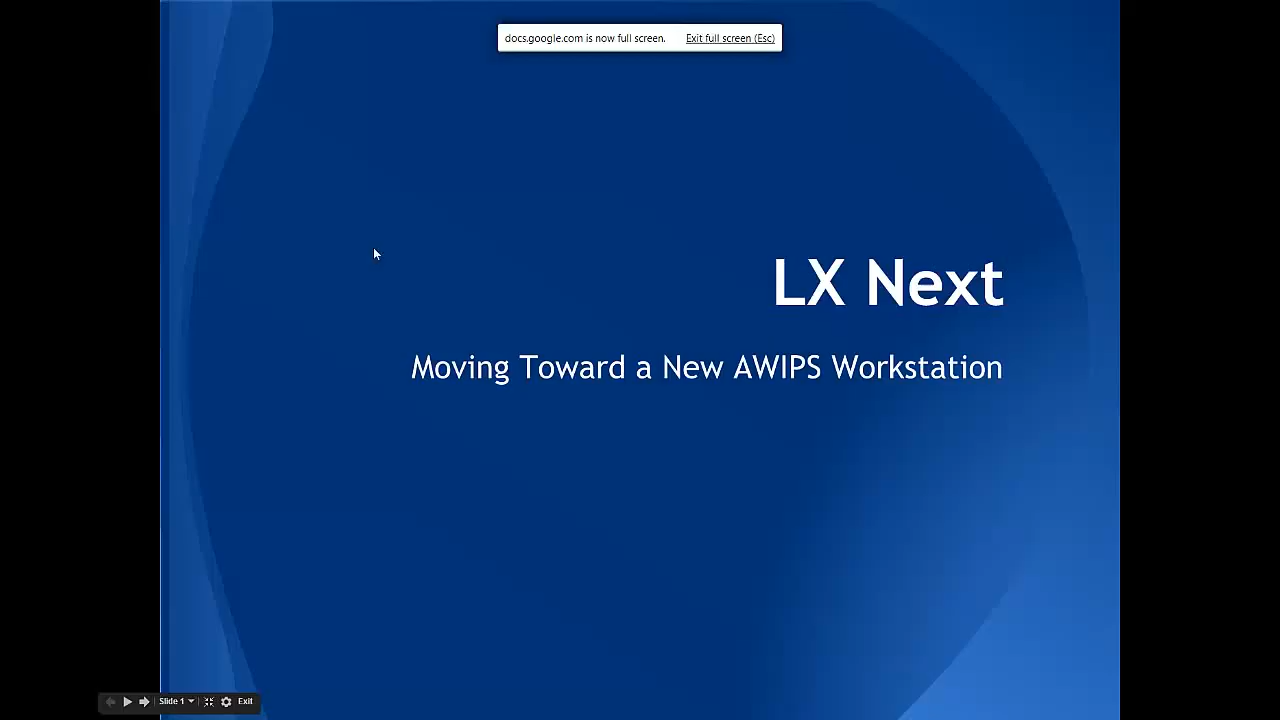 docs.google.com is now full screen. Exit full screen (Esc)
LX Next
Moving Toward a New AWIPS Workstation
Slide 1 Exit